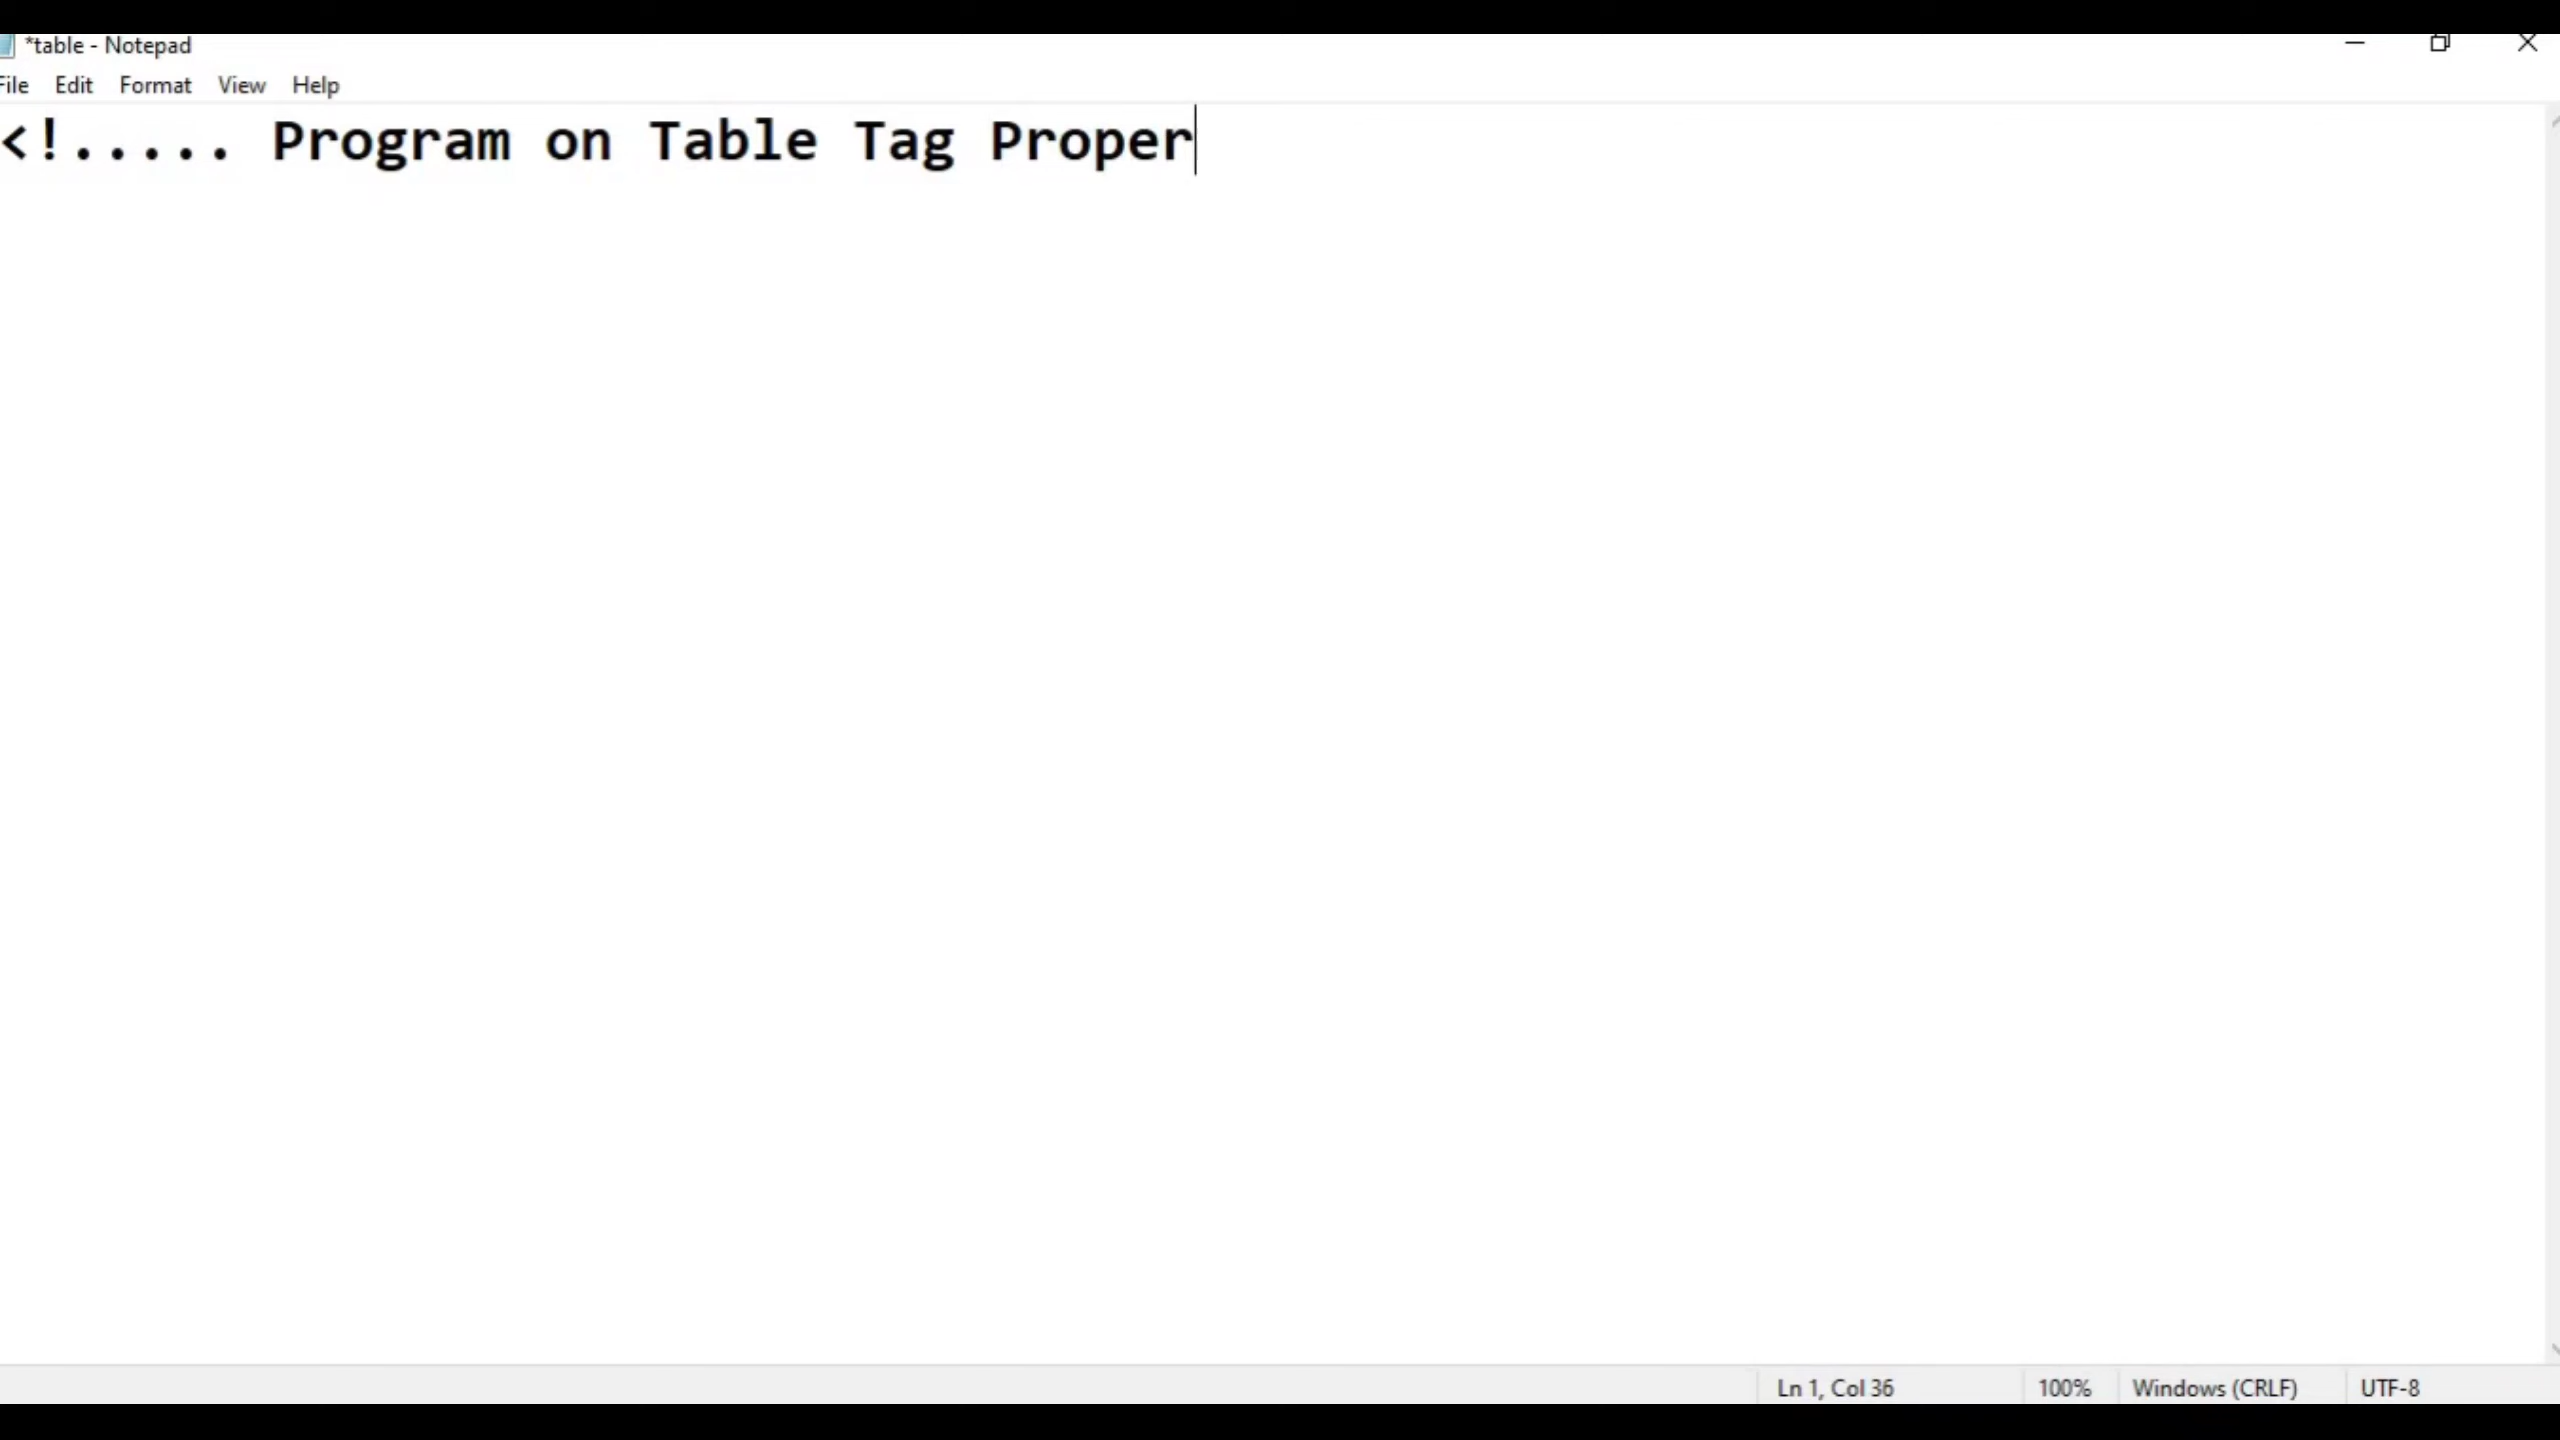 *table - Notepad
File Edit Format View Help
<!..... Program on Table Tag Proper
Ln 1, Col 36 100% Windows (CRLF) UTF-8